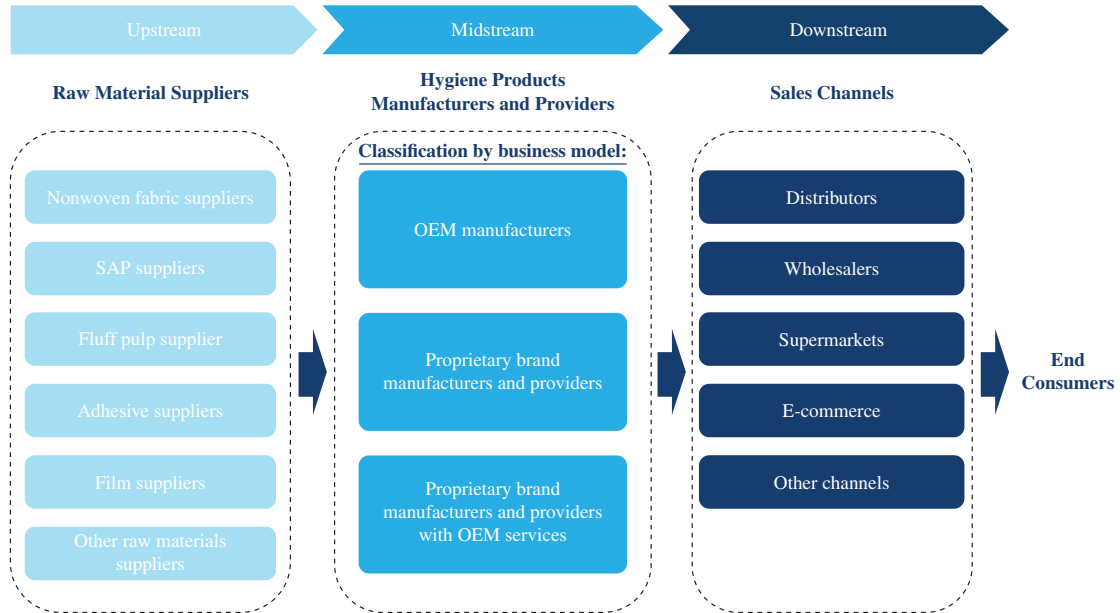 Upstream
Midstream
Downstream
Raw Material Suppliers
Hygiene Products
Manufacturers and Providers
Sales Channels
Nonwoven fabric suppliers
SAP suppliers
Fluff pulp supplier
Adhesive suppliers
Film suppliers
Other raw materials
suppliers
Classification by business model:
OEM manufacturers
Proprietary brand
manufacturers and providers
Proprietary brand
manufacturers and providers
with OEM services
Distributors
Wholesalers
Supermarkets
E-commerce
Other channels
End
Consumers